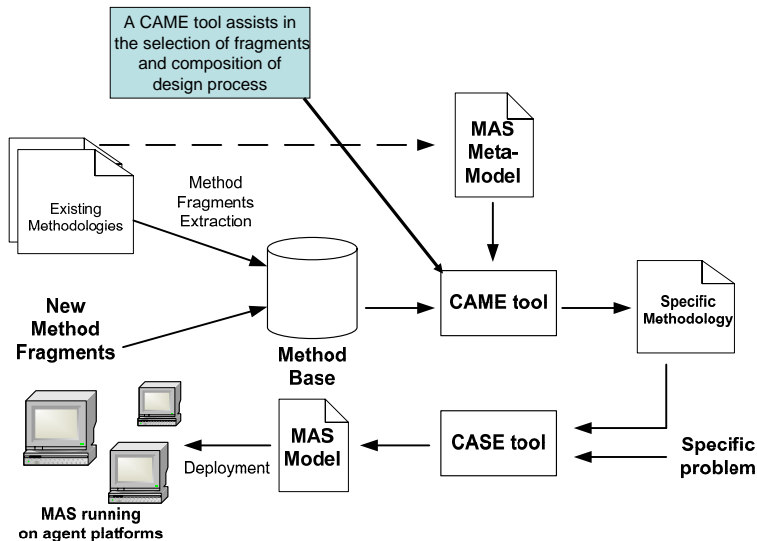 A CAME tool assists in
the selection of fragments
and composition of
design process
MAS
Meta-
Model
Existing
Methodologies
Method
Fragments
Extraction
New
Method
Fragments
Method
Base
CAME tool
Specific
Methodology
MAS running
on agent platforms
Deployment
MAS
Model
CASE tool
Specific
problem